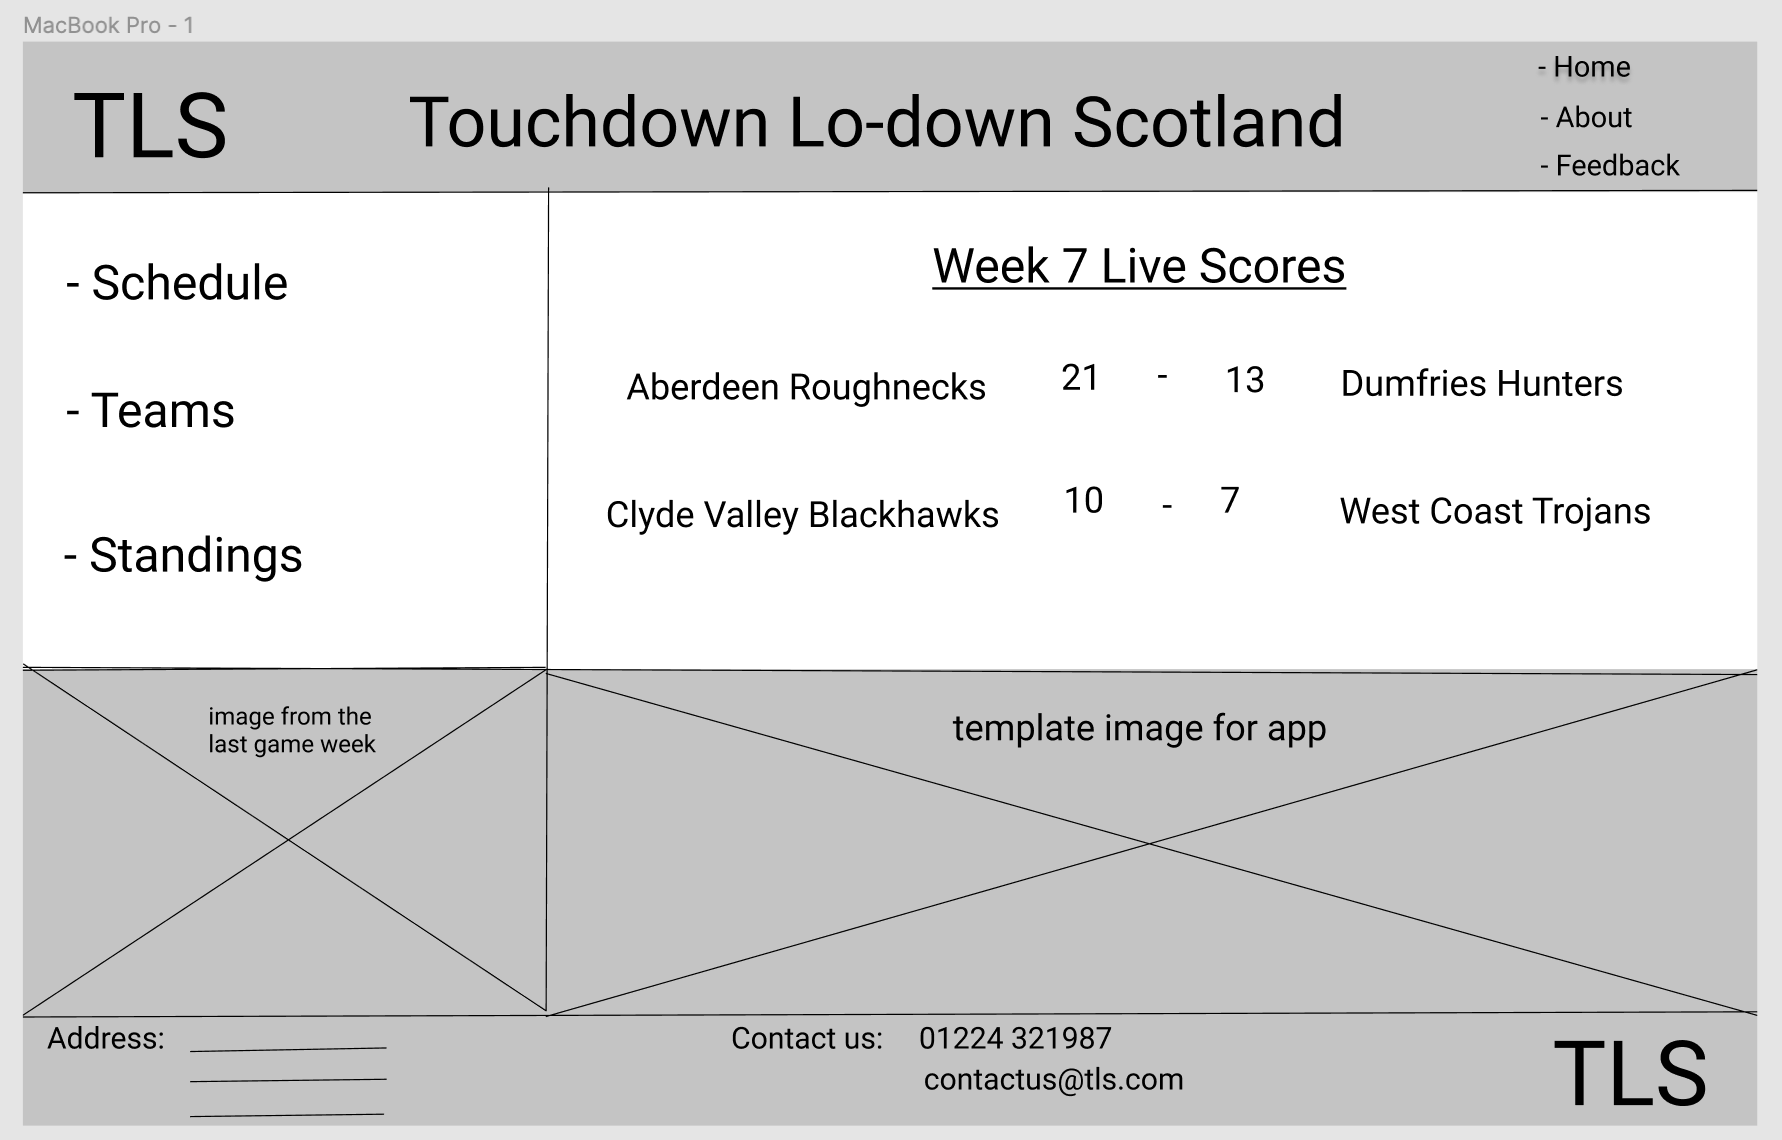 MacBook Pro - 1
TLS
Touchdown Lo-down Scotland
- Home
- About
- Feedback
- Schedule
- Teams
- Standings
Week 7 Live Scores
Aberdeen Roughnecks 21 - 13 Dumfries Hunters
Clyde Valley Blackhawks 10 - 7 West Coast Trojans
image from the
last game week
template image for app
Address:
Contact us: 01224 321987
contactus@tls.com
TLS